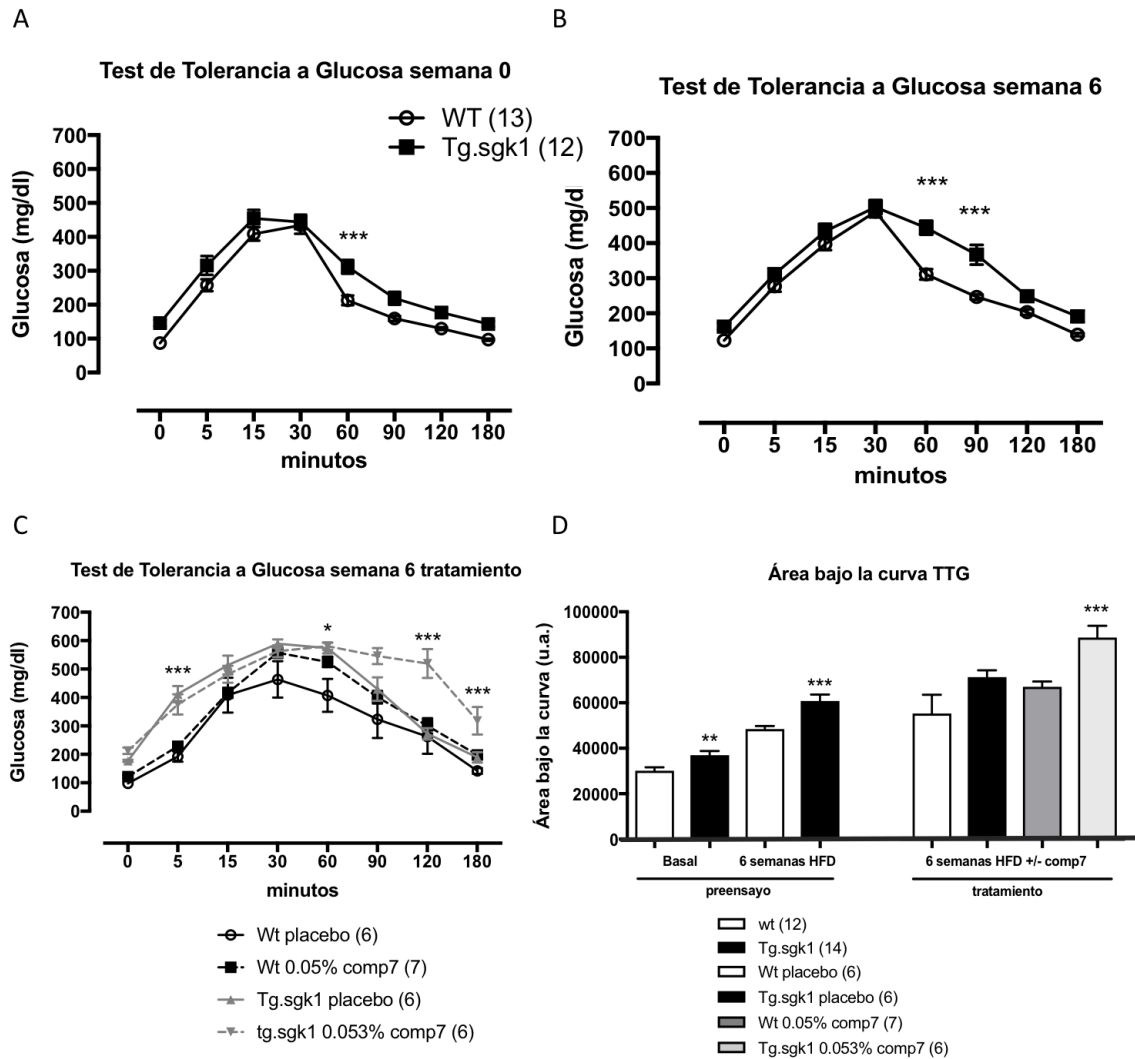 A
Test de Tolerancia a Glucosa semana 0
WT (13)
Tg.sgk1 (12)
Glucosa (mg/dl)
700
600
500
400
300
200
100
0
***
0 5 15 30 60 90 120 180
minutos
B
Test de Tolerancia a Glucosa semana 6
Glucosa (mg/d
700
600
500
400
300
200
100
0
***
***
0 5 15 30 60 90 120 180
minutos
C
Test de Tolerancia a Glucosa semana 6 tratamiento
Glucosa (mg/dl)
700
600
500
400
300
200
100
0
***
*
***
***
0 5 15 30 60 90 120 180
minutos
Wt placebo (6)
Wt 0.05% comp7 (7)
Tg.sgk1 placebo (6)
tg.sgk1 0.053% comp7 (6)
D
Área bajo la curva TTG
Área bajo la curva (u.a.)
100000
80000
60000
40000
20000
0
**
***
***
Basal 6 semanas HFD 6 semanas HFD +/- comp7
preensayo tratamiento
wt (12)
Tg.sgk1 (14)
Wt placebo (6)
Tg.sgk1 placebo (6)
Wt 0.05% comp7 (7)
Tg.sgk1 0.053% comp7 (6)